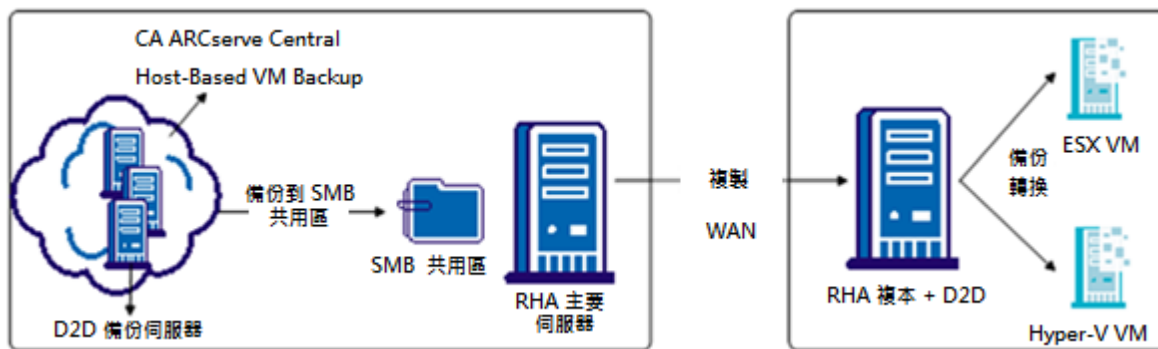 CA ARCserve Central
Host-Based VM Backup
備份到 SMB
共用區
SMB 共用區
D2D 備份伺服器
RHA 主要
伺服器
複製
WAN
RHA 複本 + D2D
備份
轉換
ESX VM
Hyper-V VM